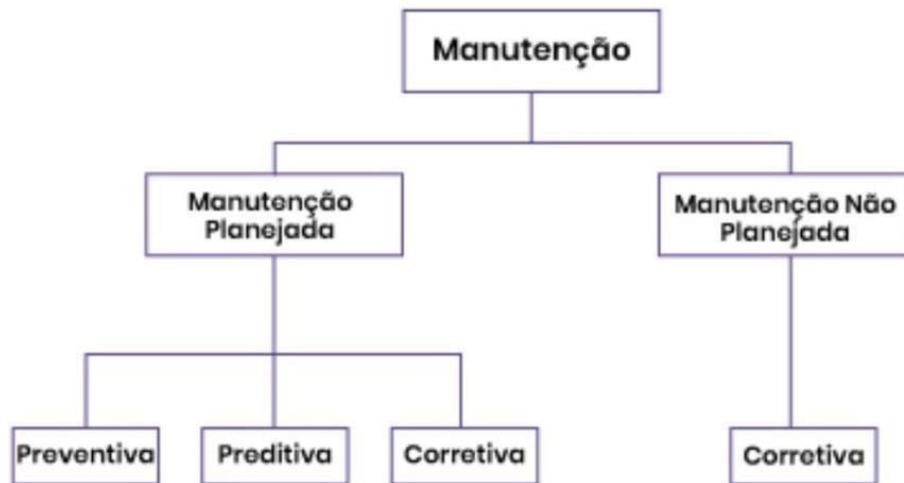 Manutenção
Manutenção
Planejada
Manutenção Não
Planejada
Preventiva
Preditiva
Corretiva
Corretiva